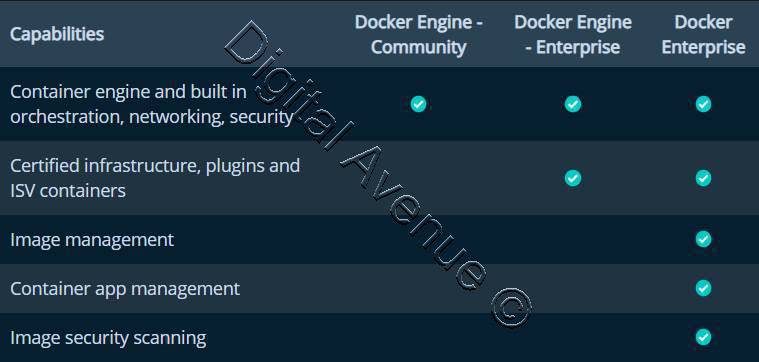 Capabilities
Docker Engine -
Community
Docker Engine
- Enterprise
Docker
Enterprise
Container engine and built in
orchestration, networking, security
Certified infrastructure, plugins and
ISV containers
Image management
Container app management
Image security scanning
Digital Avenue ©